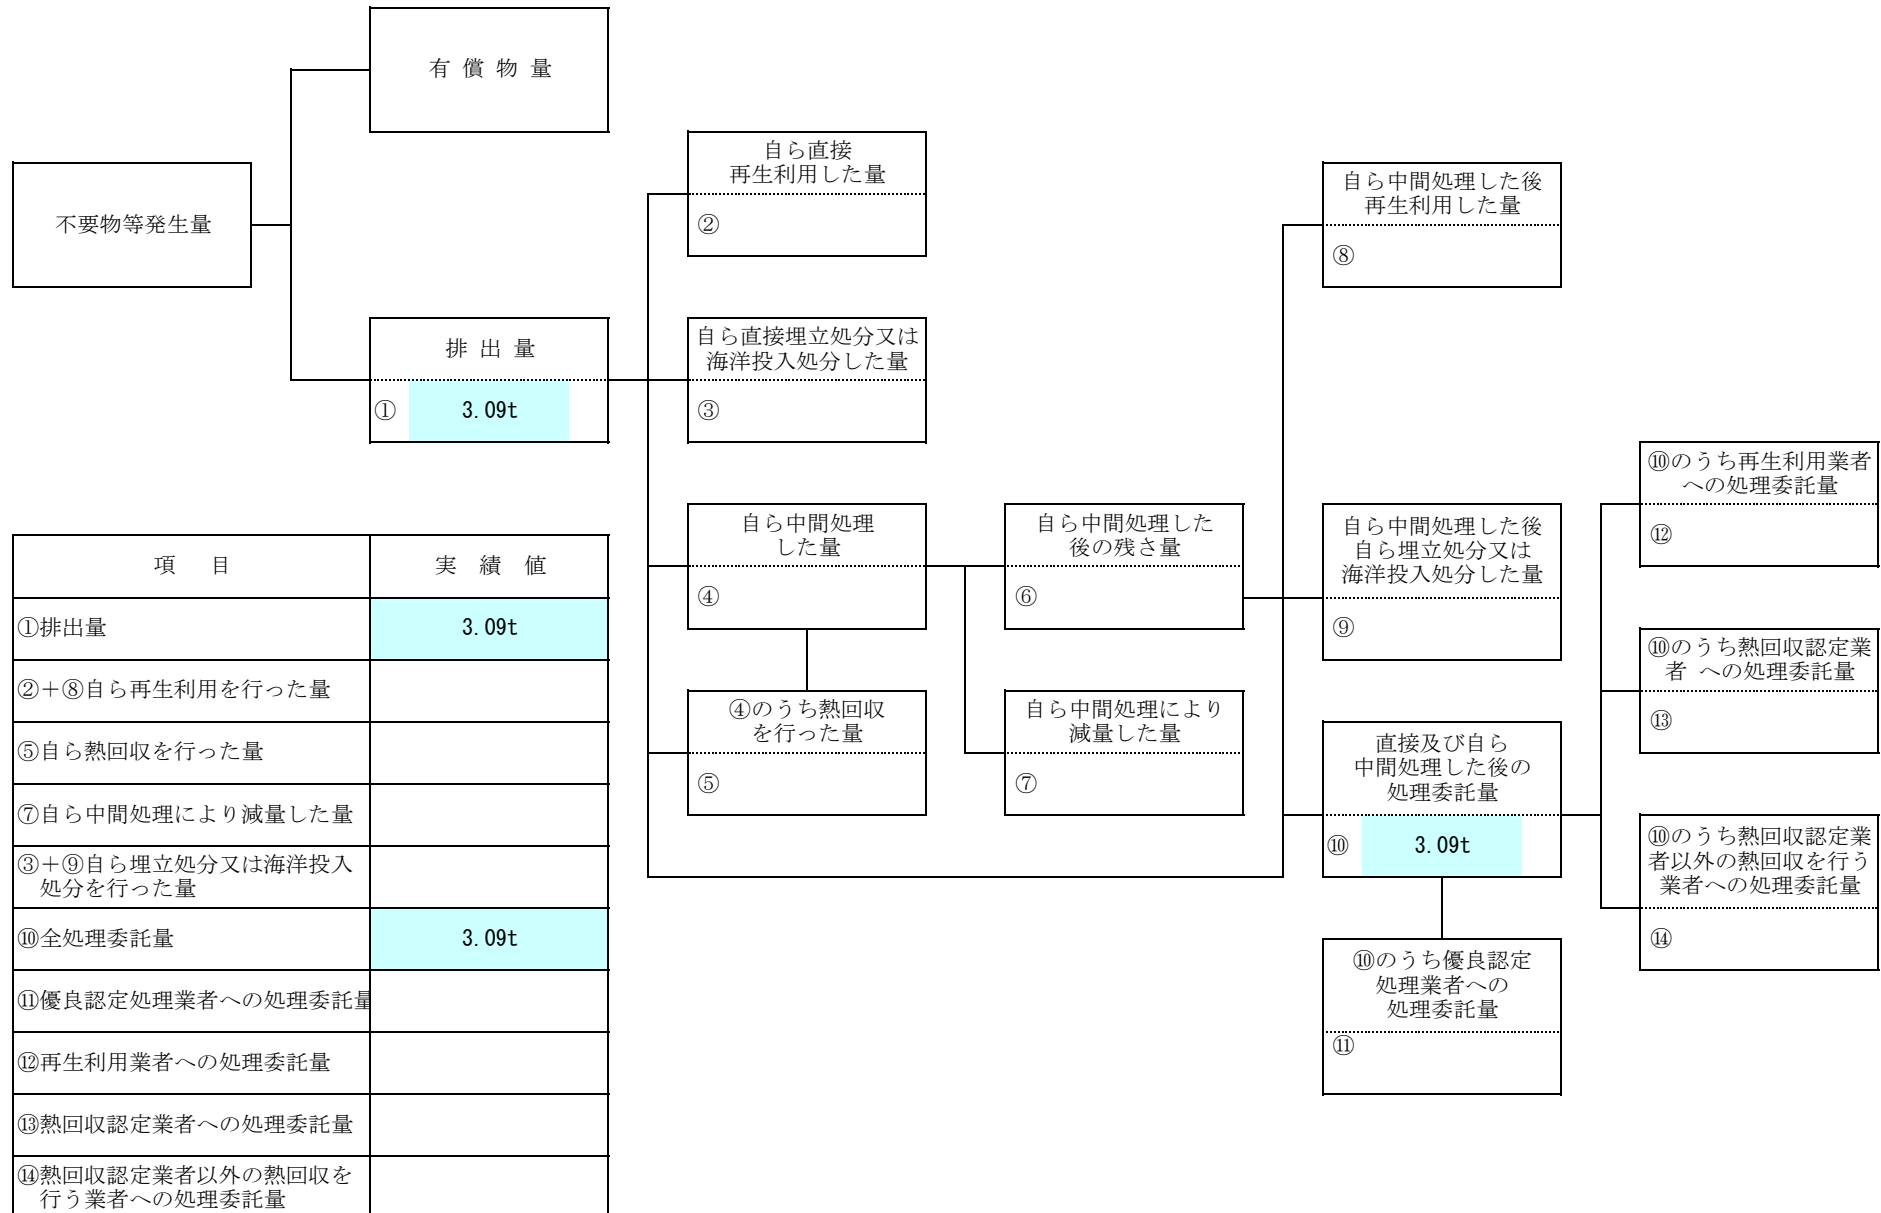 有 償 物 量
不要物等発生量
排 出 量
① 3.09t
自ら直接
再生利用した量
②
自ら直接埋立処分又は
海洋投入処分した量
③
自ら中間処理
した量
④
④のうち熱回収
を行った量
⑤
自ら中間処理した
後の残さ量
⑥
自ら中間処理により
減量した量
⑦
自ら中間処理した後
再生利用した量
⑧
自ら中間処理した後
自ら埋立処分又は
海洋投入処分した量
⑨
直接及び自ら
中間処理した後の
処理委託量
⑩ 3.09t
⑩のうち優良認定
処理業者への
処理委託量
⑪
⑩のうち再生利用業者
への処理委託量
⑫
⑩のうち熱回収認定業
者 への処理委託量
⑬
⑩のうち熱回収認定業
者以外の熱回収を行う
業者への処理委託量
⑭
項 目 実 績 値
①排出量 3.09t
②＋⑧自ら再生利用を行った量
⑤自ら熱回収を行った量
⑦自ら中間処理により減量した量
③＋⑨自ら埋立処分又は海洋投入
処分を行った量
⑩全処理委託量 3.09t
⑪優良認定処理業者への処理委託量
⑫再生利用業者への処理委託量
⑬熱回収認定業者への処理委託量
⑭熱回収認定業者以外の熱回収を
行う業者への処理委託量